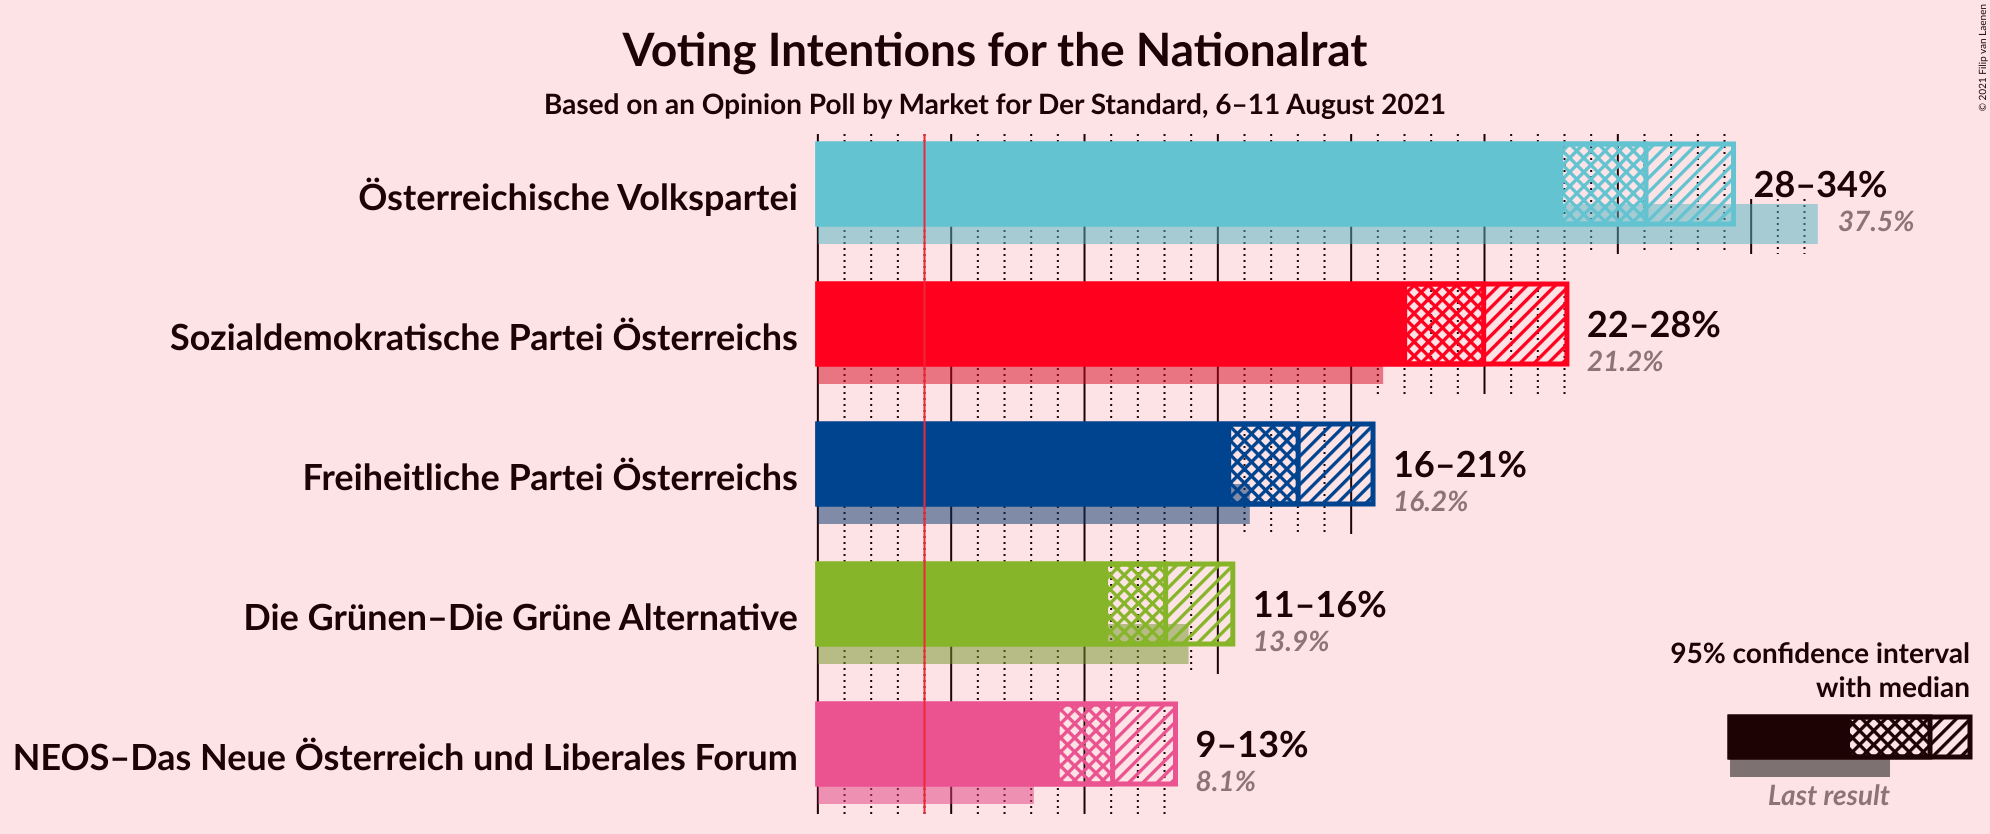 Voting Intentions for the Nationalrat
Based on an Opinion Poll by Market for Der Standard, 6–11 August 2021
© 2021 Filip van Laenen
Österreichische Volkspartei
28–34%
37.5%
Sozialdemokratische Partei Österreichs
22–28%
21.2%
Freiheitliche Partei Österreichs
16–21%
16.2%
Die Grünen–Die Grüne Alternative
11–16%
13.9%
NEOS–Das Neue Österreich und Liberales Forum
9–13%
8.1%
95% confidence interval
with median
Last result